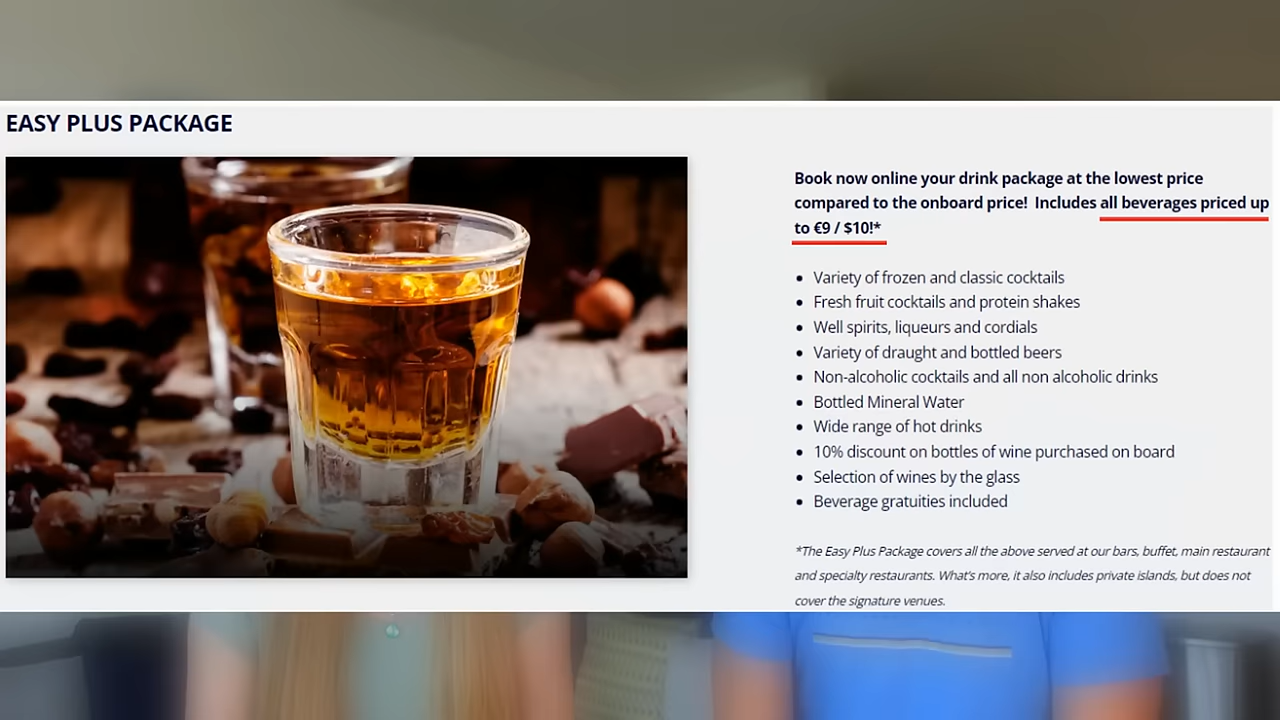 EASY PLUS PACKAGE
Book now online your drink package at the lowest price
compared to the onboard price! Includes all beverages priced up
to €9 / $10!*
• Variety of frozen and classic cocktails
• Fresh fruit cocktails and protein shakes
• Well spirits, liqueurs and cordials
• Variety of draught and bottled beers
• Non-alcoholic cocktails and all non alcoholic drinks
• Bottled Mineral Water
• Wide range of hot drinks
• 10% discount on bottles of wine purchased on board
• Selection of wines by the glass
• Beverage gratuities included
*The Easy Plus Package covers all the above served at our bars, buffet, main restaurant
and specialty restaurants. What's more, it also includes private islands, but does not
cover the signature venues.